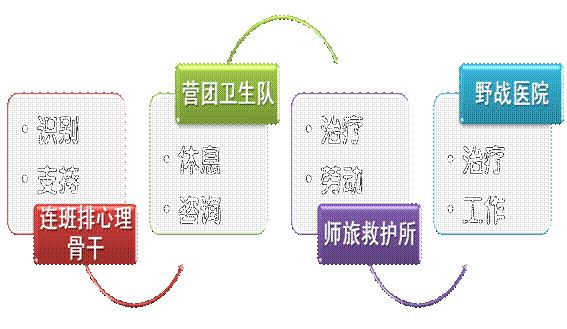 识别
支持
连班排心理
骨干
营团卫生队
体息
咨询
治疗
劳动
师旅救护所
野战医院
治疗
工作